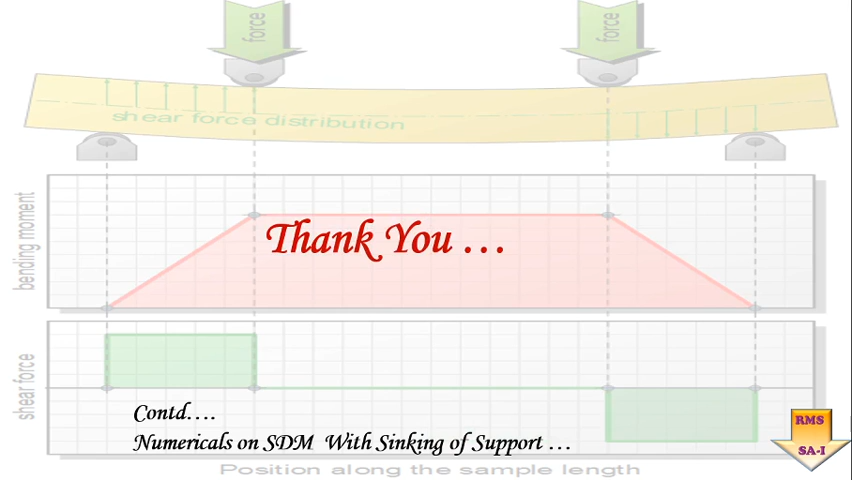 force
force
shear force distribution
bending moment
Thank You ...
shear force
Contd....
Numericals on SDM With Sinking of Support ...
RMS
SA-I
Position along the sample length